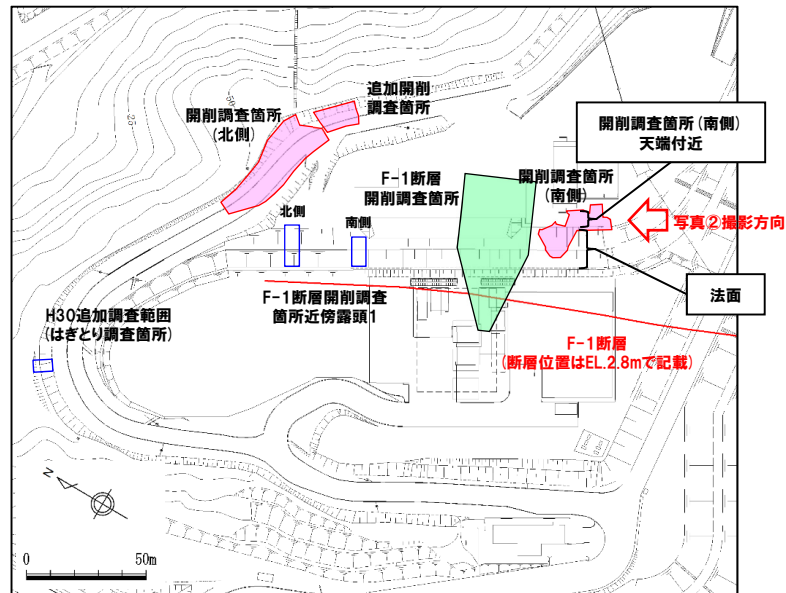 追加開削
調査箇所
開削調査箇所
(北側)
開削調査箇所(南側)
天端付近
F-1断層
開削調査箇所
開削調査箇所
(南側)
北側
南側
写真②撮影方向
法面
F-1断層開削調査
箇所近傍露頭1
H30追加調査範囲
(はぎとり調査箇所)
F-1断層
(断層位置はEL.2.8mで記載)
N
0 50m